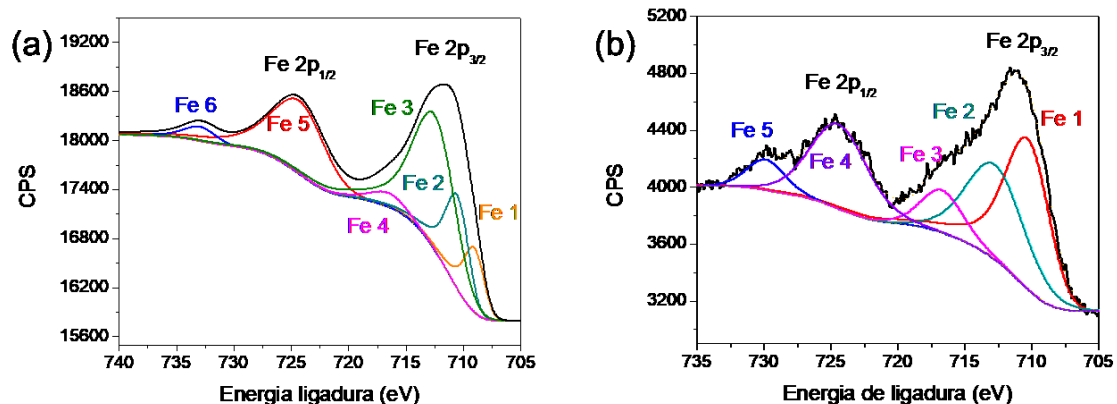 (a)
19200
18600
18000
17400
16800
16200
15600
CPS
740 735 730 725 719 715 710 705
Energia ligadura (eV)
Fe 6
Fe 2p1/2
Fe 5
Fe 3
Fe 2p3/2
Fe 4
Fe 2
Fe 1
(b)
5200
4800
4400
4000
3600
3200
CPS
735 730 725 720 715 710 705
Energia de ligadura (eV)
Fe 5
Fe 2p1/2
Fe 4
Fe 3
Fe 2
Fe 2p3/2
Fe 1